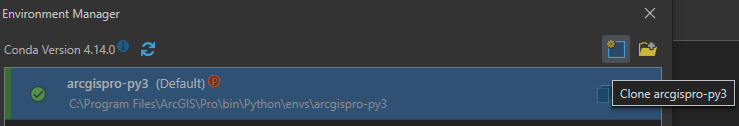 Environment Manager
Conda Version 4.14.0
arcgispro-py3 (Default)
Clone arcgispro-py3
C:\Program Files\ArcGIS\Pro\bin\Python\envs\arcgispro-py3